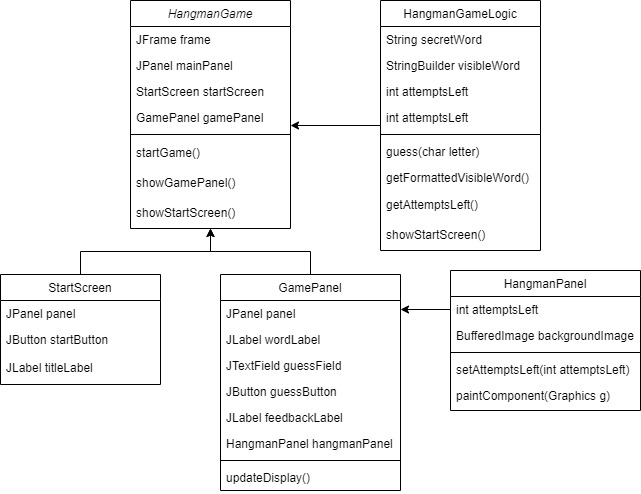 HangmanGame
JFrame frame
JPanel mainPanel
StartScreen startScreen
GamePanel gamePanel
startGame()
showGamePanel()
showStartScreen()
HangmanGameLogic
String secretWord
StringBuilder visibleWord
int attemptsLeft
int attemptsLeft
guess(char letter)
getFormattedVisibleWord()
getAttemptsLeft()
showStartScreen()
StartScreen
JPanel panel
JButton startButton
JLabel titleLabel
GamePanel
JPanel panel
JLabel wordLabel
JTextField guessField
JButton guessButton
JLabel feedbackLabel
HangmanPanel hangmanPanel
updateDisplay()
HangmanPanel
int attemptsLeft
BufferedImage backgroundImage
setAttemptsLeft(int attemptsLeft)
paintComponent(Graphics g)